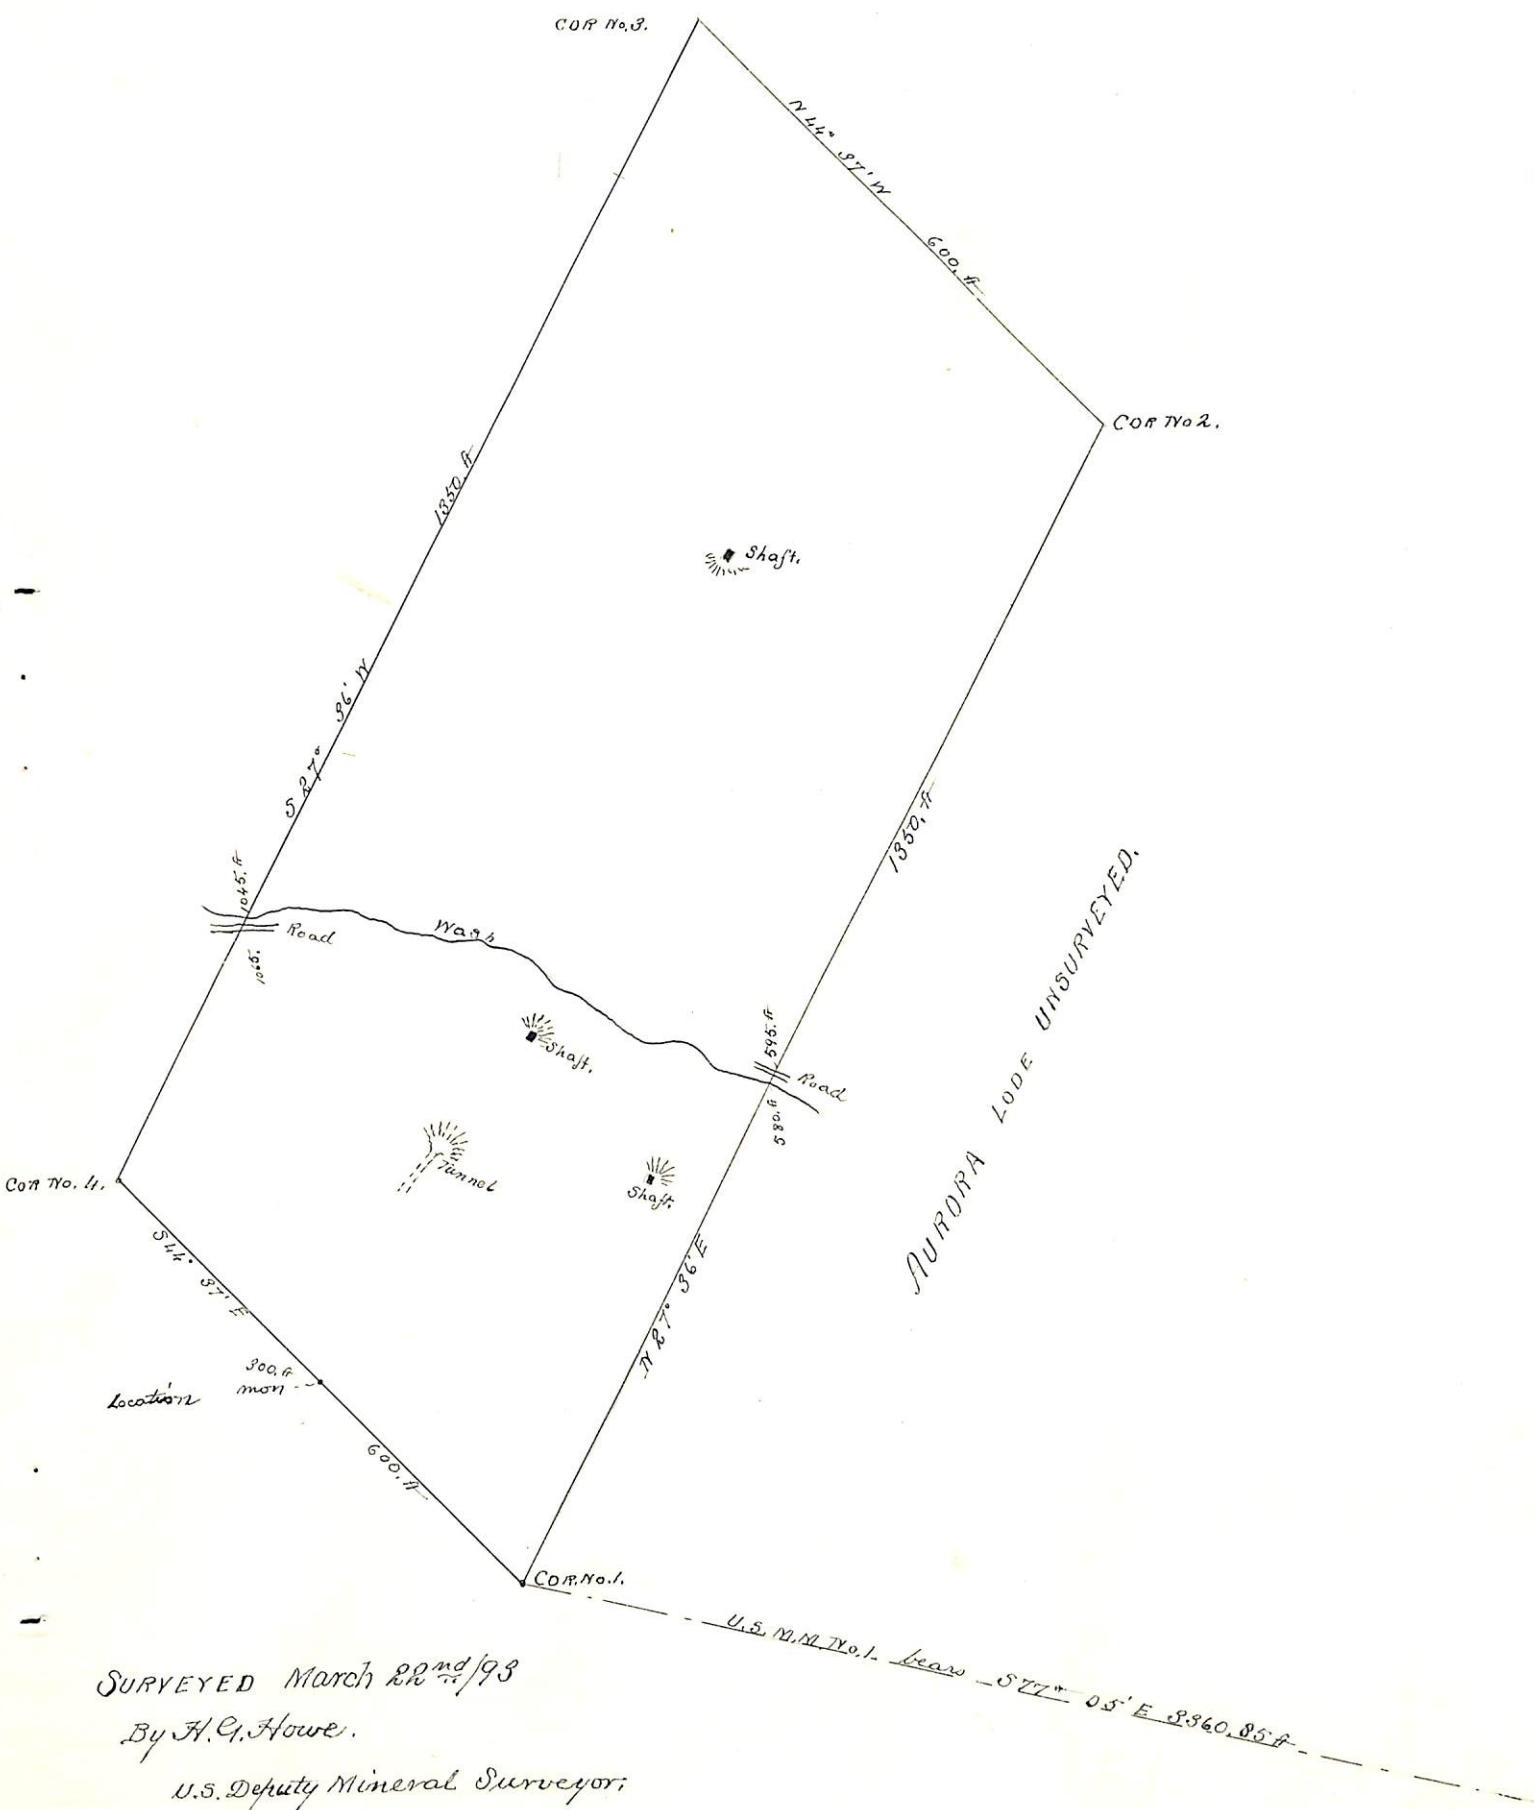 COR No. 3.
N 44° 37' W
600. ft
COR No 2.
1350. ft
Shaft.
S 27° 36' W
1350. ft
1045. ft
Wash
Road
1065.
595. ft
Shaft.
Road
580. ft
Tunnel
Shaft.
AURORA LODE UNSURVEYED.
COR No. 4.
S 44° 37' E
N 27° 36' E
300. ft
Location mon
600. ft
COR. No. 1.
U.S. M.M. No. 1. bears S 77° 05' E 3360.85 ft
SURVEYED March 22nd/93
By H.G. Howe.
U.S. Deputy Mineral Surveyor;